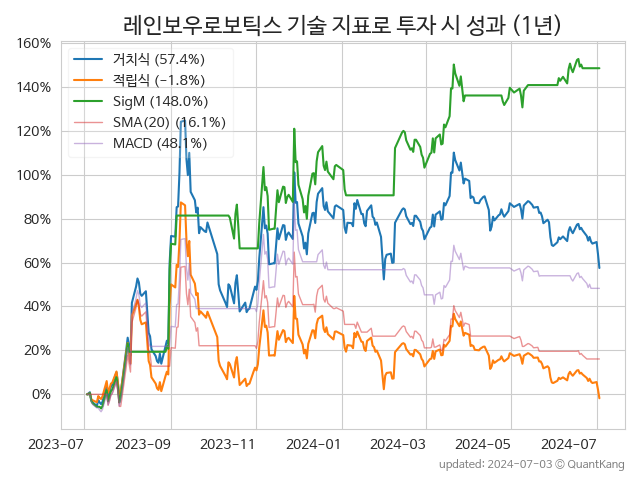 레인보우로보틱스 기술 지표로 투자 시 성과 (1년)
160%
140%
120%
100%
80%
60%
40%
20%
0%
거치식 (57.4%)
적립식 (−1.8%)
SigM (148.0%)
SMA(20) (16.1%)
MACD (48.1%)
2023-07
2023-09
2023-11
2024-01
2024-03
2024-05
2024-07
updated: 2024-07-03 © QuantKang